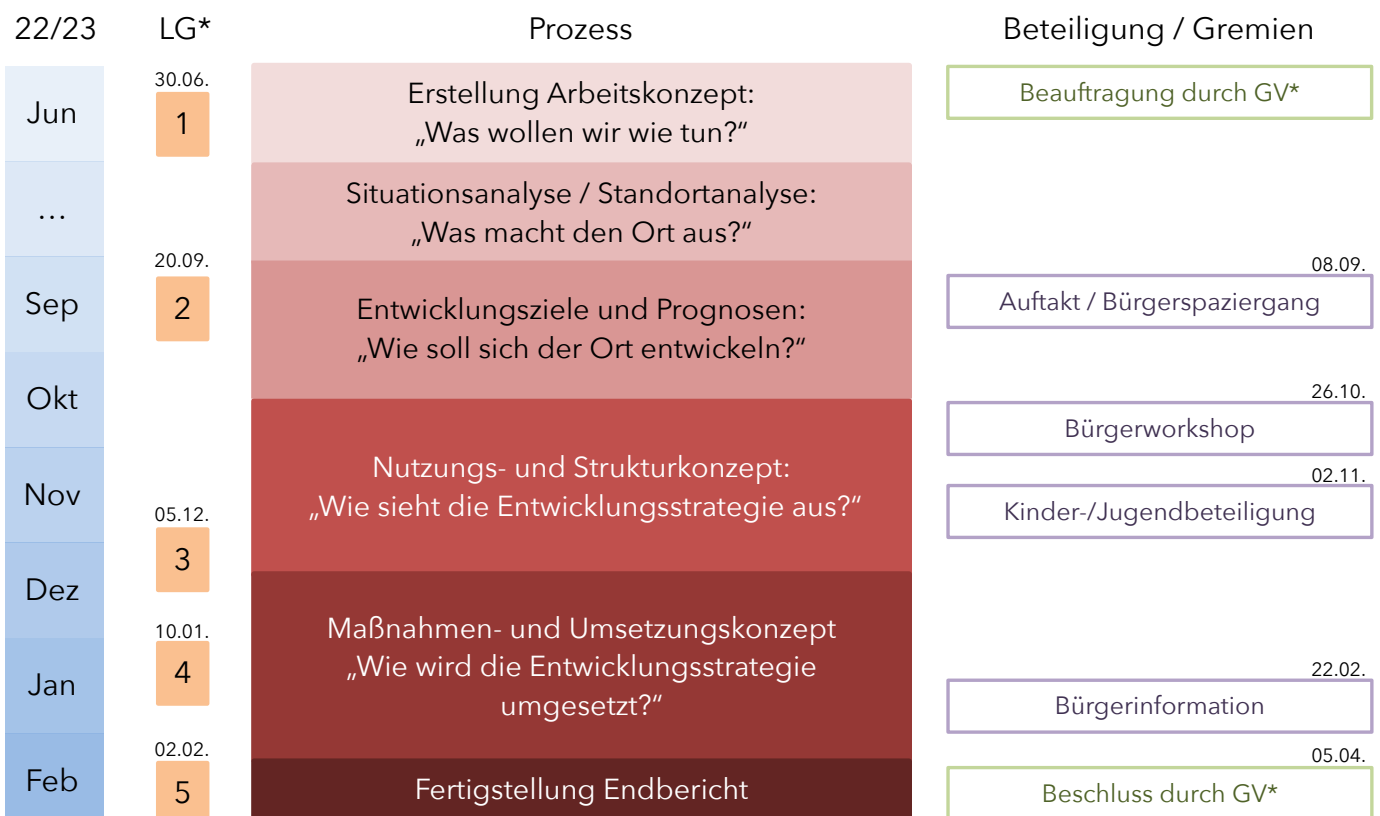 22/23 LG* Prozess Beteiligung / Gremien
30.06.
Jun
1
Erstellung Arbeitskonzept:
„Was wollen wir wie tun?“
Beauftragung durch GV*
…
Situationsanalyse / Standortanalyse:
„Was macht den Ort aus?“
20.09.
08.09.
Sep
2
Entwicklungsziele und Prognosen:
„Wie soll sich der Ort entwickeln?“
Auftakt / Bürgerspaziergang
Okt
26.10.
Bürgerworkshop
Nov
Nutzungs- und Strukturkonzept:
„Wie sieht die Entwicklungsstrategie aus?“
02.11.
Kinder-/Jugendbeteiligung
05.12.
3
Dez
10.01.
4
Maßnahmen- und Umsetzungskonzept
„Wie wird die Entwicklungsstrategie
umgesetzt?“
Jan
22.02.
Bürgerinformation
02.02.
05.04.
Feb
5
Fertigstellung Endbericht
Beschluss durch GV*